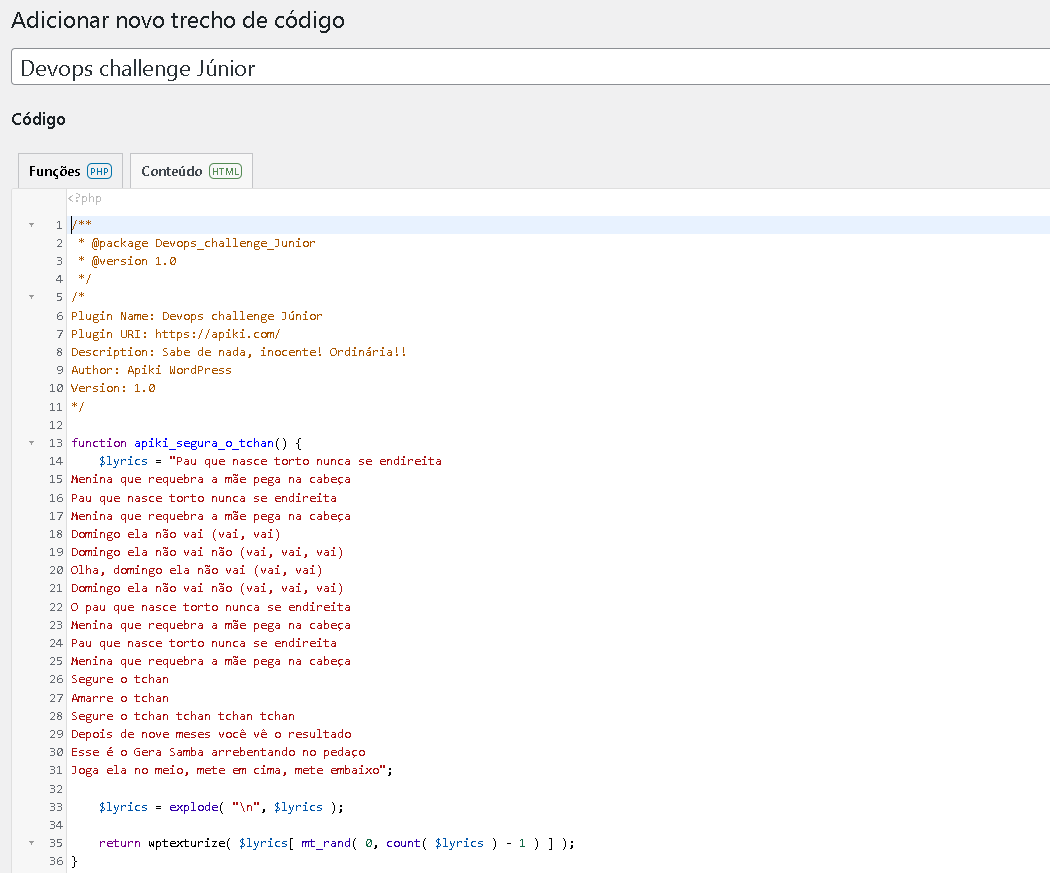 Adicionar novo trecho de código
Devops challenge Júnior
Código
Funções PHP
Conteúdo HTML
<?php
1 /**
2  * @package Devops_challenge_Junior
3  * @version 1.0
4  */
5 /*
6 Plugin Name: Devops challenge Júnior
7 Plugin URI: https://apiki.com/
8 Description: Sabe de nada, inocente! Ordinária!!
9 Author: Apiki WordPress
10 Version: 1.0
11 */
12
13 function apiki_segura_o_tchan() {
14     $lyrics = "Pau que nasce torto nunca se endireita
15 Menina que requebra a mãe pega na cabeça
16 Pau que nasce torto nunca se endireita
17 Menina que requebra a mãe pega na cabeça
18 Domingo ela não vai (vai, vai)
19 Domingo ela não vai não (vai, vai, vai)
20 Olha, domingo ela não vai (vai, vai)
21 Domingo ela não vai não (vai, vai, vai)
22 O pau que nasce torto nunca se endireita
23 Menina que requebra a mãe pega na cabeça
24 Pau que nasce torto nunca se endireita
25 Menina que requebra a mãe pega na cabeça
26 Segure o tchan
27 Amarre o tchan
28 Segure o tchan tchan tchan tchan
29 Depois de nove meses você vê o resultado
30 Esse é o Gera Samba arrebentando no pedaço
31 Joga ela no meio, mete em cima, mete embaixo";
32
33     $lyrics = explode( "\n", $lyrics );
34
35     return wptexturize( $lyrics[ mt_rand( 0, count( $lyrics ) - 1 ) ] );
36 }